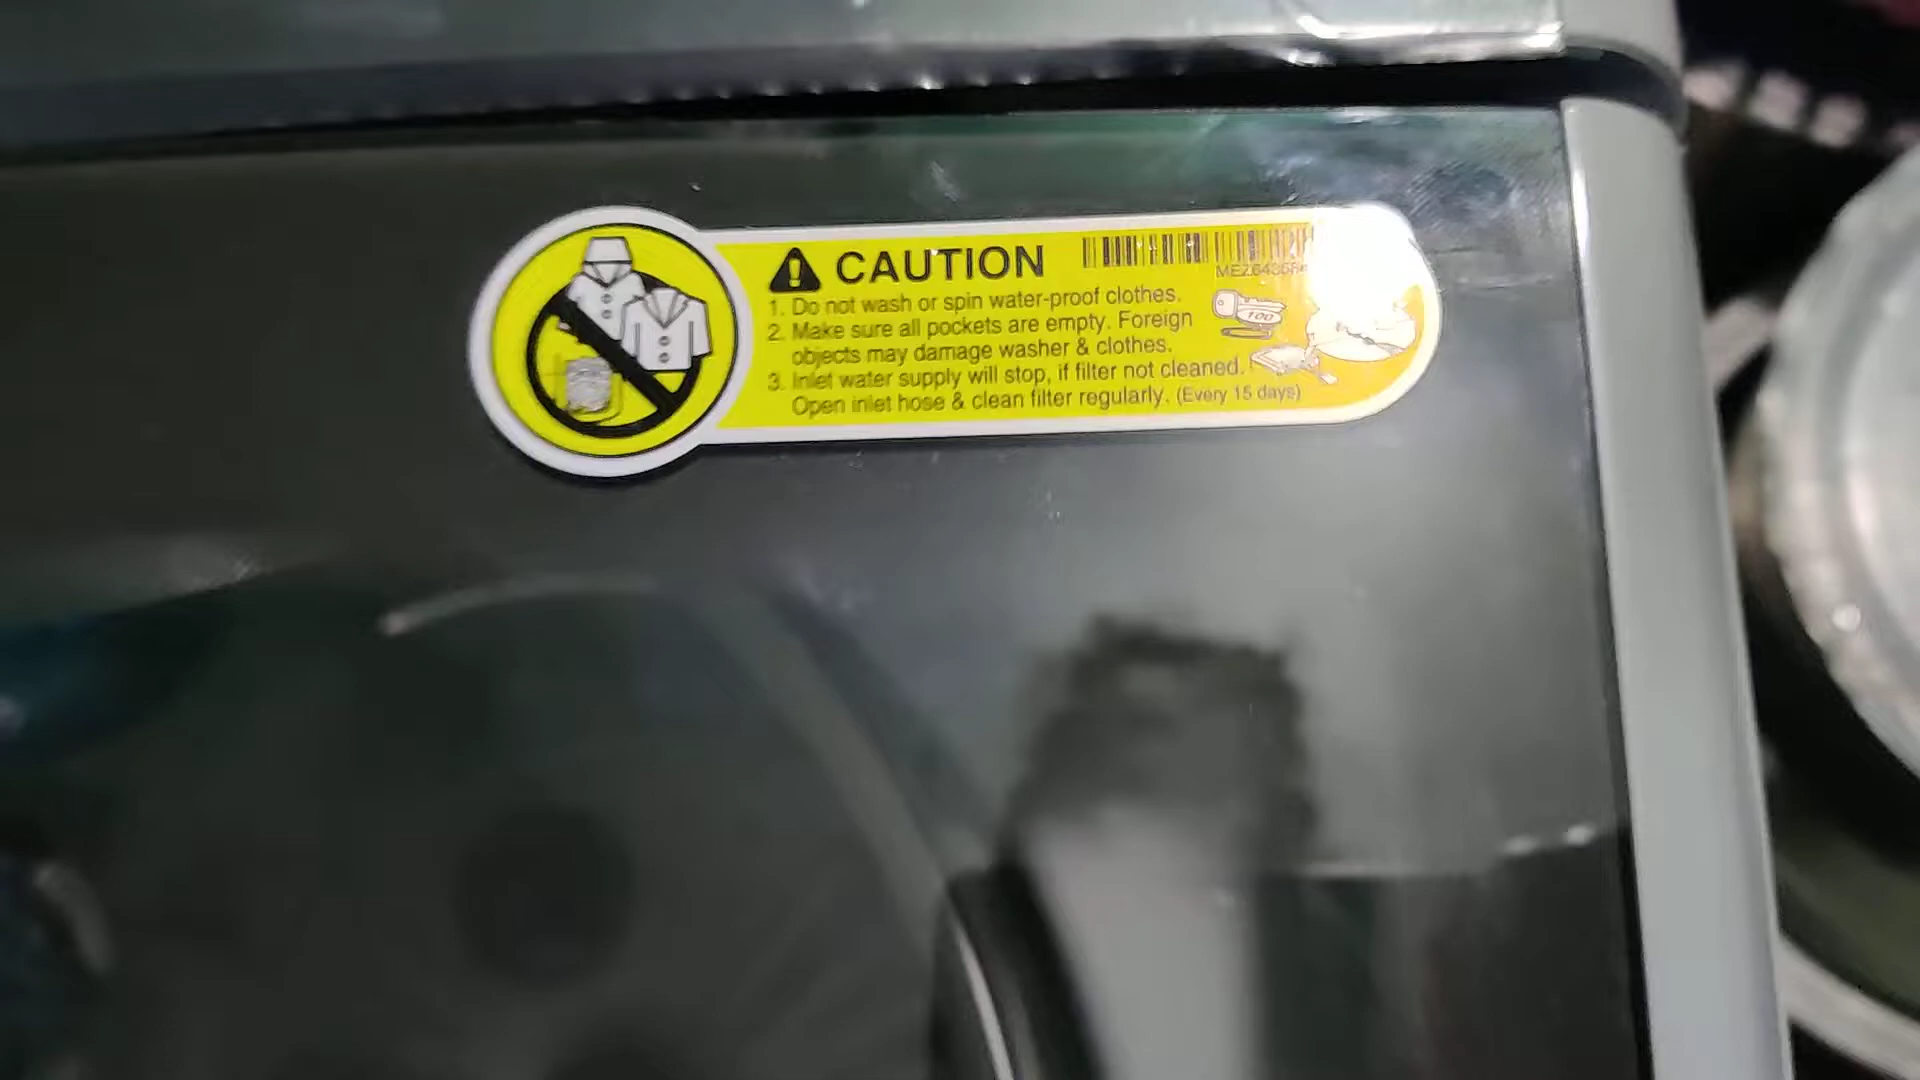 CAUTION
1. Do not wash or spin water-proof clothes.
2. Make sure all pockets are empty. Foreign
objects may damage washer & clothes.
3. Inlet water supply will stop, if filter not cleaned.
Open inlet hose & clean filter regularly. (Every 15 days)
100